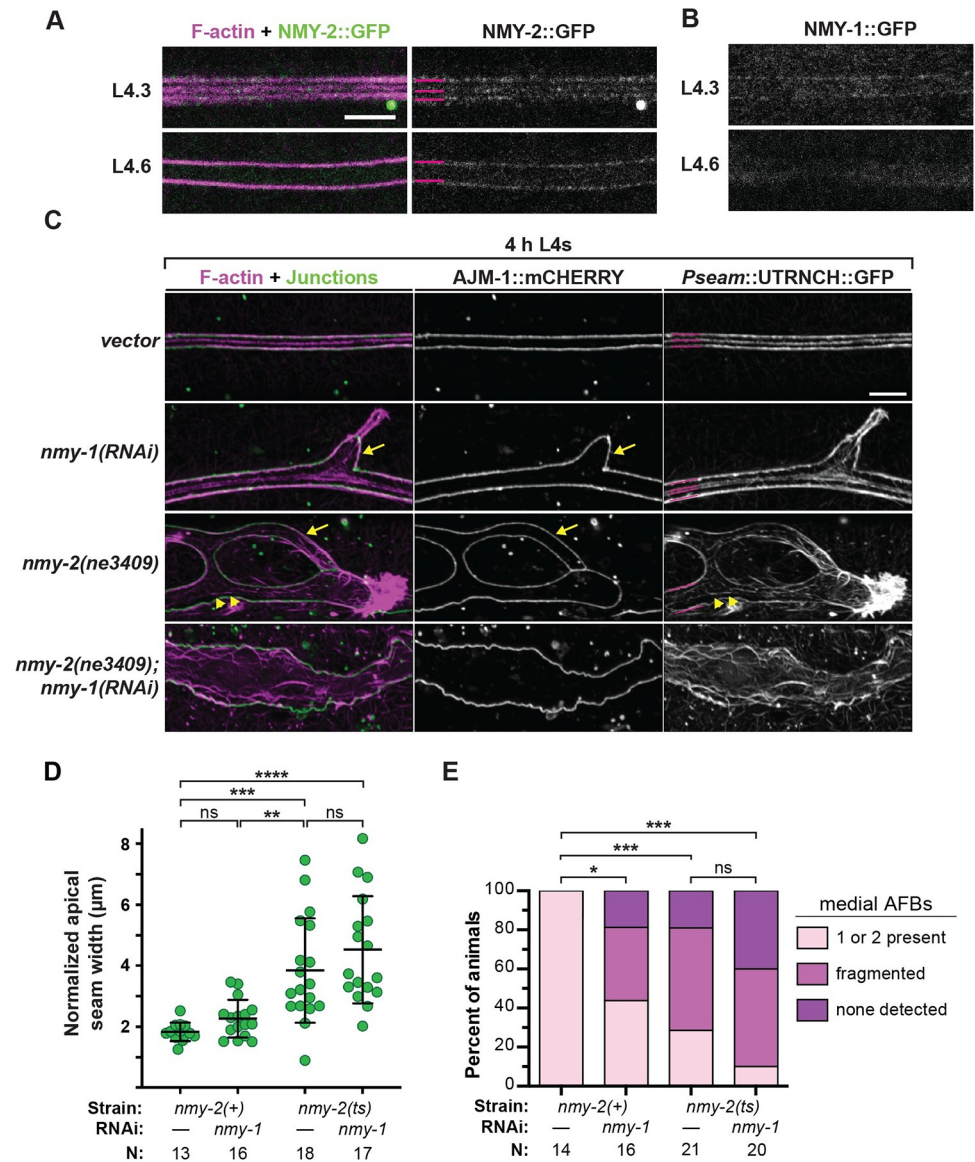 A
B
F-actin + NMY-2::GFP
NMY-2::GFP
NMY-1::GFP
L4.3
L4.3
L4.6
L4.6
C
4 h L4s
F-actin + Junctions
AJM-1::mCHERRY
Pseam::UTRNCH::GFP
vector
nmy-1(RNAi)
nmy-2(ne3409)
nmy-2(ne3409);
nmy-1(RNAi)
D
****
***
ns
**
ns
Normalized apical
seam width (µm)
8
6
4
2
Strain:
nmy-2(+)
nmy-2(ts)
RNAi:
—
nmy-1
—
nmy-1
N:
13
16
18
17
E
***
***
*
ns
Percent of animals
100
80
60
40
20
0
medial AFBs
1 or 2 present
fragmented
none detected
Strain:
nmy-2(+)
nmy-2(ts)
RNAi:
—
nmy-1
—
nmy-1
N:
14
16
21
20